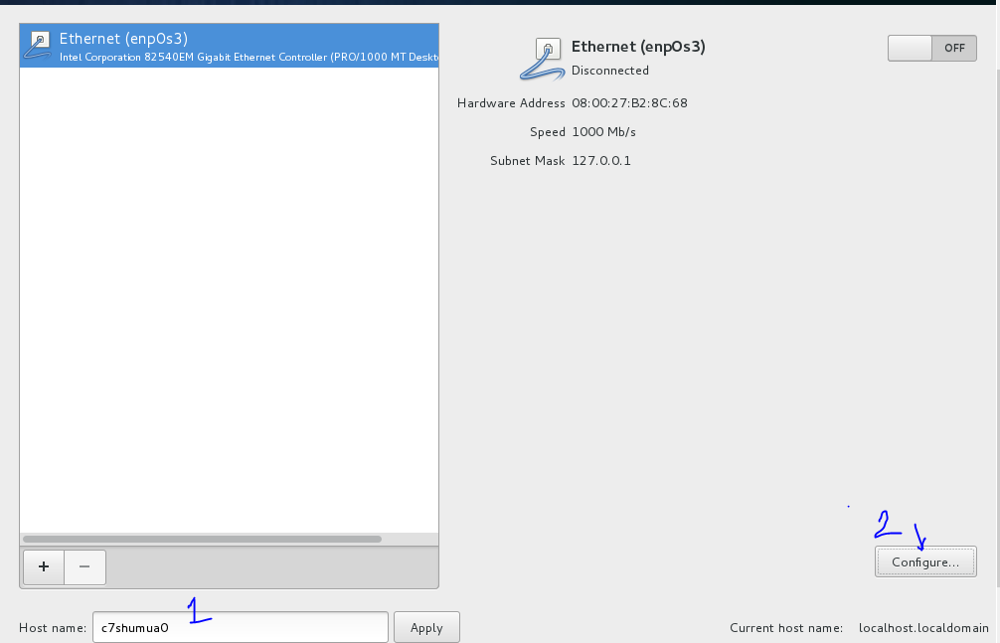 Ethernet (enp0s3)
Intel Corporation 82540EM Gigabit Ethernet Controller (PRO/1000 MT Deskt
Ethernet (enp0s3)
Disconnected
OFF
Hardware Address 08:00:27:B2:8C:68
Speed 1000 Mb/s
Subnet Mask 127.0.0.1
2
Configure...
+ −
1
Host name: c7shumua0 Apply
Current host name: localhost.localdomain